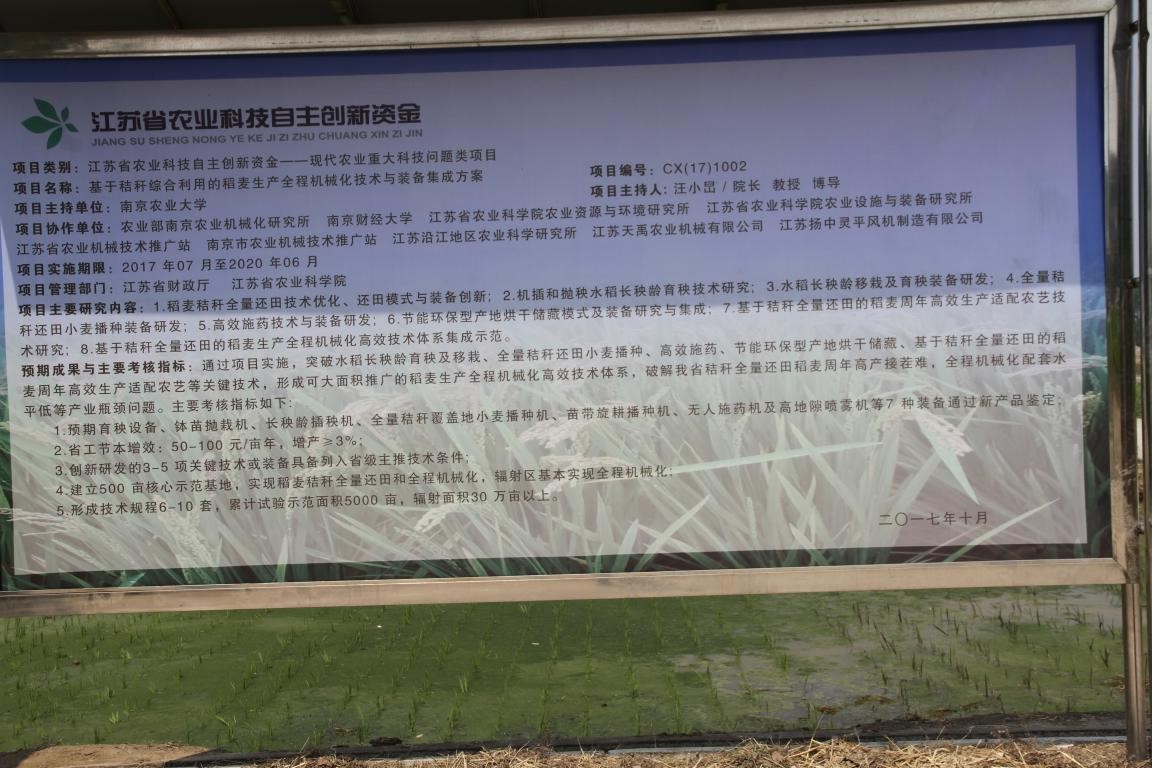 江苏省农业科技自主创新资金
JIANG SU SHENG NONG YE KE JI ZI ZHU CHUANG XIN ZI JIN
项目类别：江苏省农业科技自主创新资金——现代农业重大科技问题类项目
项目编号：CX(17)1002
项目名称：基于秸秆综合利用的稻麦生产全程机械化技术与装备集成方案
项目主持人：汪小旵 / 院长 教授 博导
项目主持单位：南京农业大学
项目协作单位：农业部南京农业机械化研究所 南京财经大学 江苏省农业科学院农业资源与环境研究所 江苏省农业科学院农业设施与装备研究所
江苏省农业机械技术推广站 南京市农业机械技术推广站 江苏沿江地区农业科学研究所 江苏天禹农业机械有限公司 江苏扬中灵平风机制造有限公司
项目实施期限：2017 年07 月至2020 年06 月
项目管理部门：江苏省财政厅 江苏省农业科学院
项目主要研究内容：1.稻麦秸秆全量还田技术优化、还田模式与装备创新；2.机插和抛秧水稻长秧龄育秧技术研究；3.水稻长秧龄移栽及育秧装备研发；4.全量秸
秆还田小麦播种装备研发；5.高效施药技术与装备研发；6.节能环保型产地烘干储藏模式及装备研究与集成；7.基于秸秆全量还田的稻麦周年高效生产适配农艺技
术研究；8.基于秸秆全量还田的稻麦生产全程机械化高效技术体系集成示范。
预期成果与主要考核指标：通过项目实施，突破水稻长秧龄育秧及移栽、全量秸秆还田小麦播种、高效施药、节能环保型产地烘干储藏、基于秸秆全量还田的稻
麦周年高效生产适配农艺等关键技术，形成可大面积推广的稻麦生产全程机械化高效技术体系，破解我省秸秆全量还田稻麦周年高产接茬难，全程机械化配套水
平低等产业瓶颈问题。主要考核指标如下：
1.预期育秧设备、钵苗抛栽机、长秧龄插秧机、全量秸秆覆盖地小麦播种机、苗带旋耕播种机、无人施药机及高地隙喷雾机等7 种装备通过新产品鉴定；
2.省工节本增效：50-100 元/亩年，增产≥3%；
3.创新研发的3-5 项关键技术或装备具备列入省级主推技术条件；
4.建立500 亩核心示范基地，实现稻麦秸秆全量还田和全程机械化，辐射区基本实现全程机械化；
5.形成技术规程6-10 套，累计试验示范面积5000 亩，辐射面积30 万亩以上。
二〇一七年十月